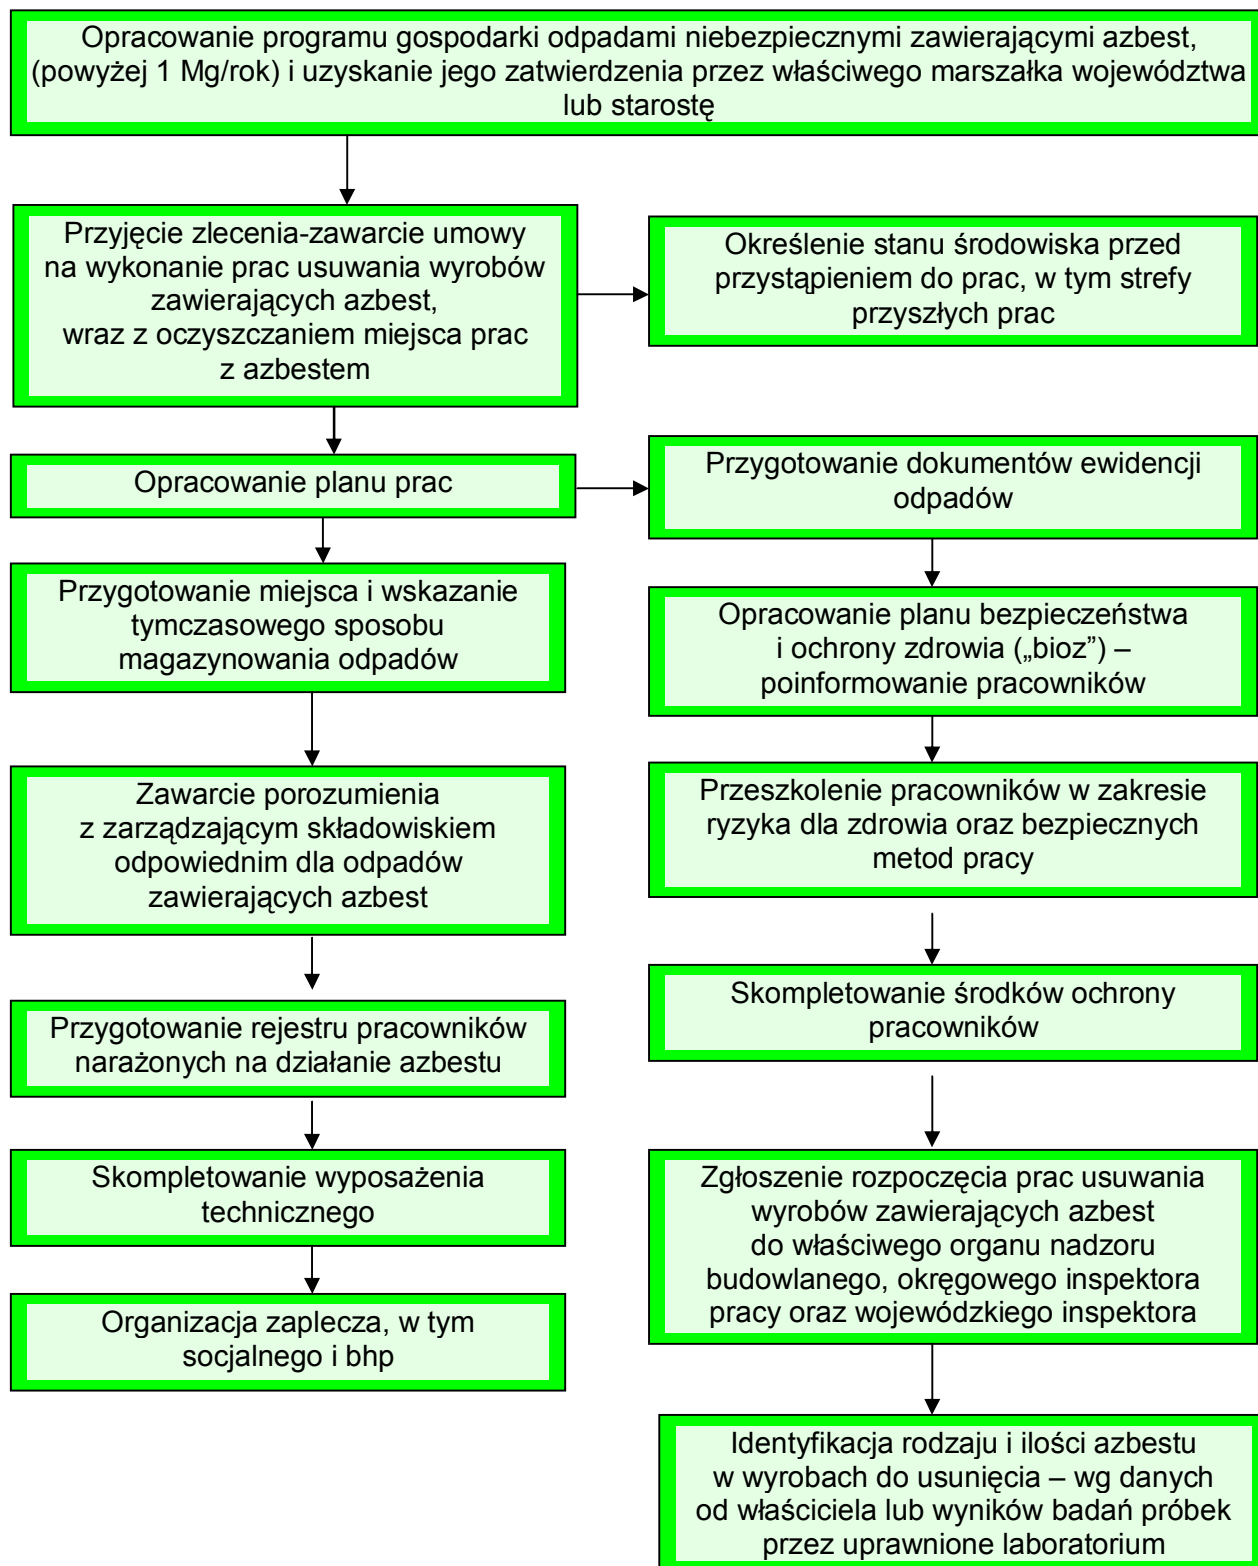 Opracowanie programu gospodarki odpadami niebezpiecznymi zawierającymi azbest,
(powyżej 1 Mg/rok) i uzyskanie jego zatwierdzenia przez właściwego marszałka województwa
lub starostę
Przyjęcie zlecenia-zawarcie umowy
na wykonanie prac usuwania wyrobów
zawierających azbest,
wraz z oczyszczaniem miejsca prac
z azbestem
Określenie stanu środowiska przed
przystąpieniem do prac, w tym strefy
przyszłych prac
Opracowanie planu prac
Przygotowanie dokumentów ewidencji
odpadów
Przygotowanie miejsca i wskazanie
tymczasowego sposobu
magazynowania odpadów
Opracowanie planu bezpieczeństwa
i ochrony zdrowia („bioz”) –
poinformowanie pracowników
Zawarcie porozumienia
z zarządzającym składowiskiem
odpowiednim dla odpadów
zawierających azbest
Przeszkolenie pracowników w zakresie
ryzyka dla zdrowia oraz bezpiecznych
metod pracy
Przygotowanie rejestru pracowników
narażonych na działanie azbestu
Skompletowanie środków ochrony
pracowników
Skompletowanie wyposażenia
technicznego
Zgłoszenie rozpoczęcia prac usuwania
wyrobów zawierających azbest
do właściwego organu nadzoru
budowlanego, okręgowego inspektora
pracy oraz wojewódzkiego inspektora
Organizacja zaplecza, w tym
socjalnego i bhp
Identyfikacja rodzaju i ilości azbestu
w wyrobach do usunięcia – wg danych
od właściciela lub wyników badań próbek
przez uprawnione laboratorium